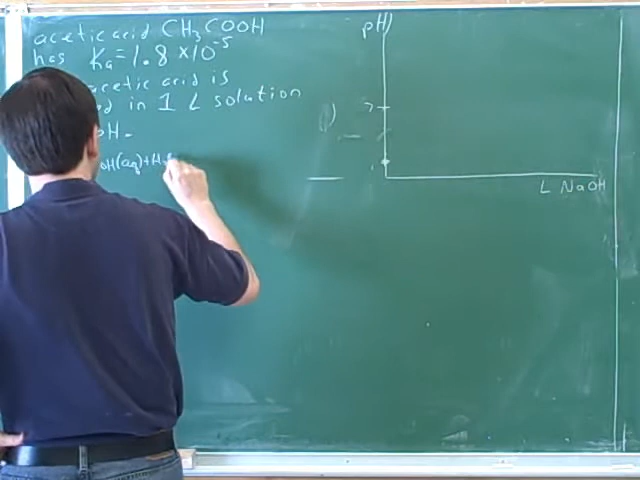 acetic acid CH₃COOH
has Ka = 1.8 ×10⁻⁵
acetic acid is
in 1 L solution
pH.
OH(aq)+H
pH
7
L NaOH